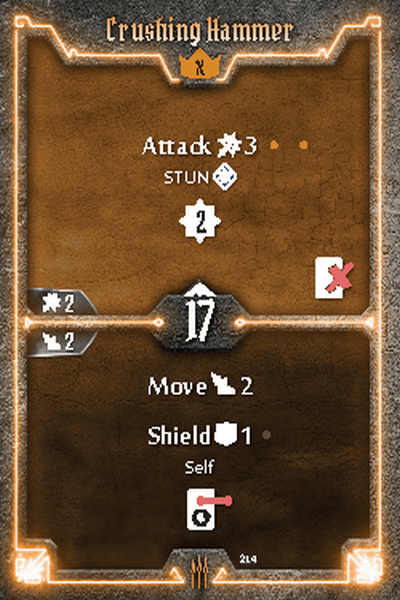 Crushing Hammer
X
Attack 3
STUN
2
2
17
2
Move 2
Shield 1
Self
214